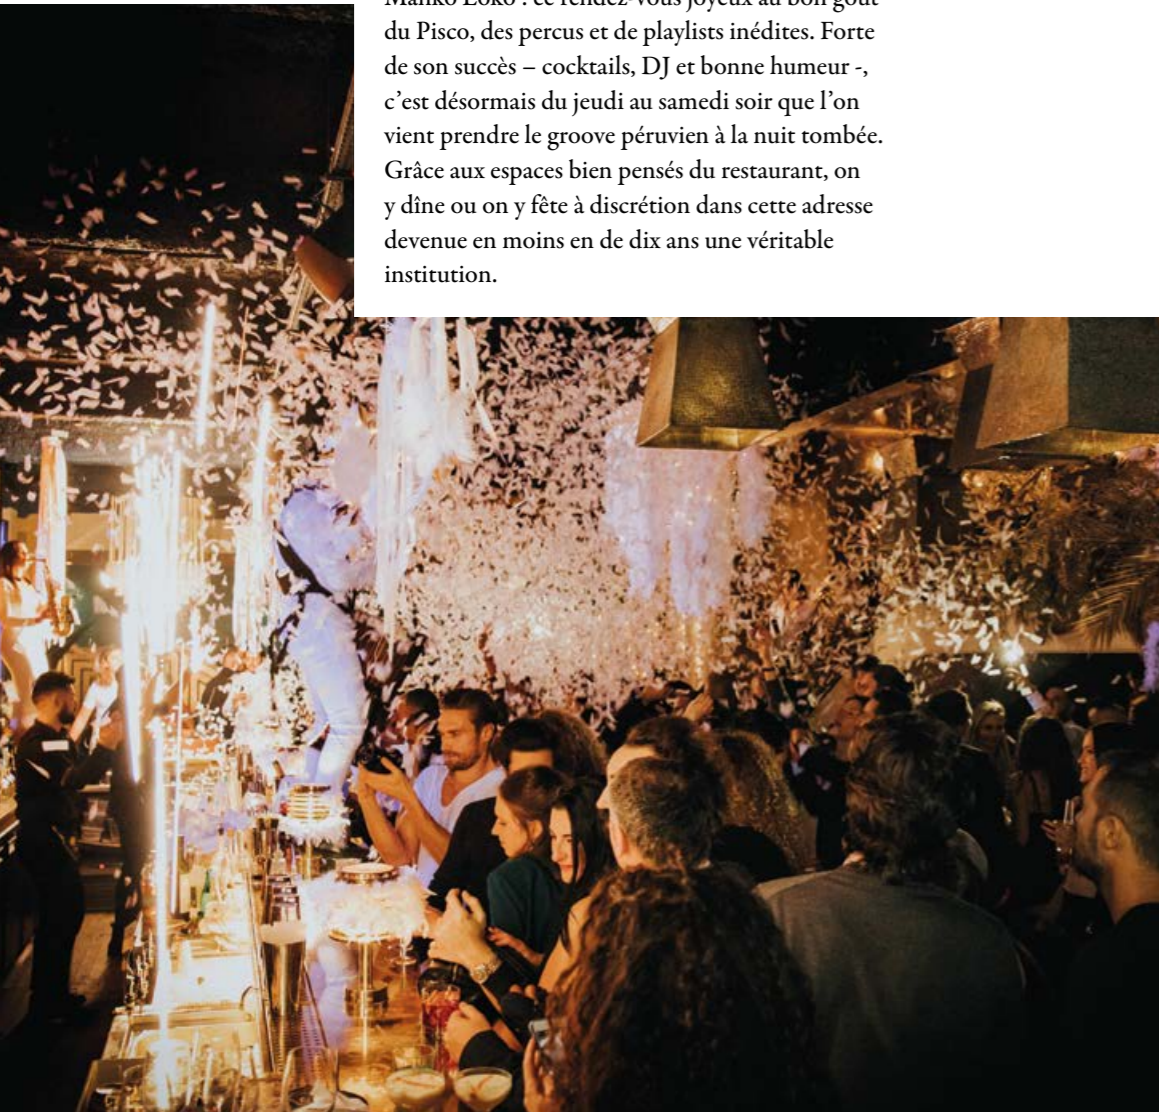 Manko Loko : ce rendez-vous joyeux au bon goût
du Pisco, des percus et de playlists inédites. Forte
de son succès – cocktails, DJ et bonne humeur -,
c’est désormais du jeudi au samedi soir que l’on
vient prendre le groove péruvien à la nuit tombée.
Grâce aux espaces bien pensés du restaurant, on
y dîne ou on y fête à discrétion dans cette adresse
devenue en moins en de dix ans une véritable
institution.